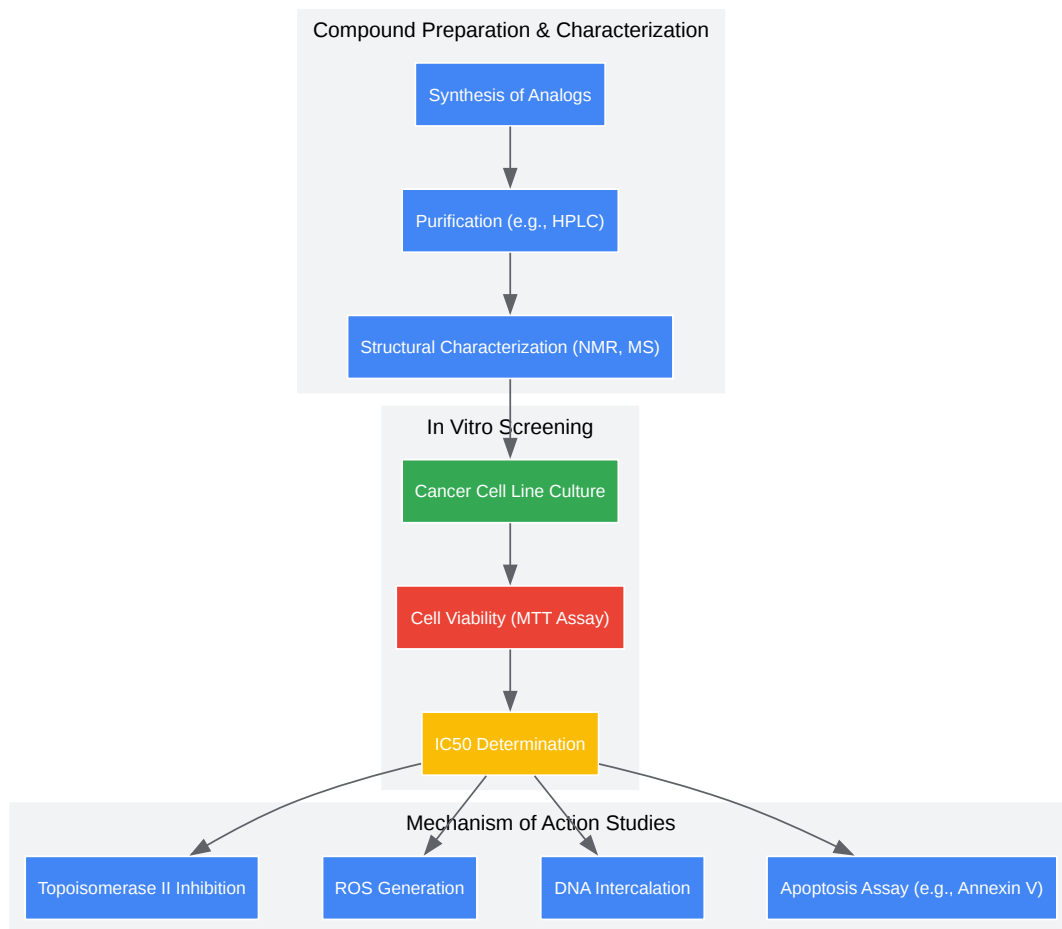 Compound Preparation & Characterization
Synthesis of Analogs
Purification (e.g., HPLC)
Structural Characterization (NMR, MS)
In Vitro Screening
Cancer Cell Line Culture
Cell Viability (MTT Assay)
IC50 Determination
Mechanism of Action Studies
Topoisomerase II Inhibition
ROS Generation
DNA Intercalation
Apoptosis Assay (e.g., Annexin V)